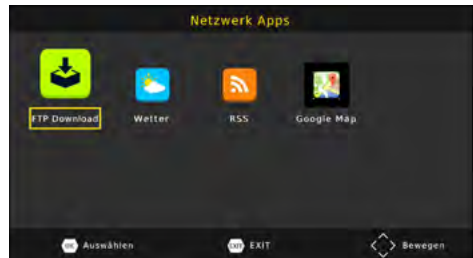 Netzwerk Apps
FTP Download Wetter RSS Google Map
OK Auswählen EXIT EXIT Bewegen